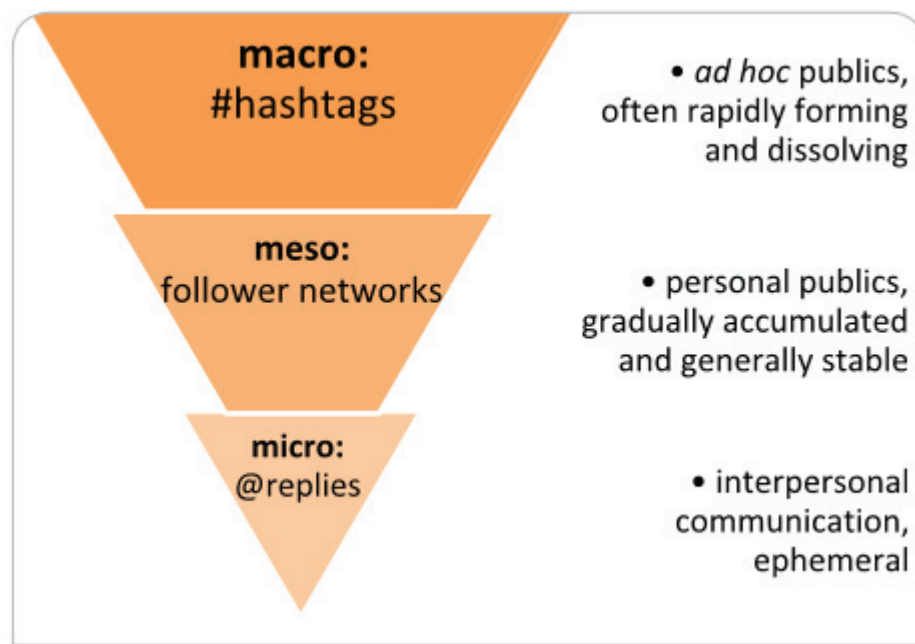 macro:
#hashtags
• ad hoc publics,
often rapidly forming
and dissolving
meso:
follower networks
• personal publics,
gradually accumulated
and generally stable
micro:
@replies
• interpersonal
communication,
ephemeral